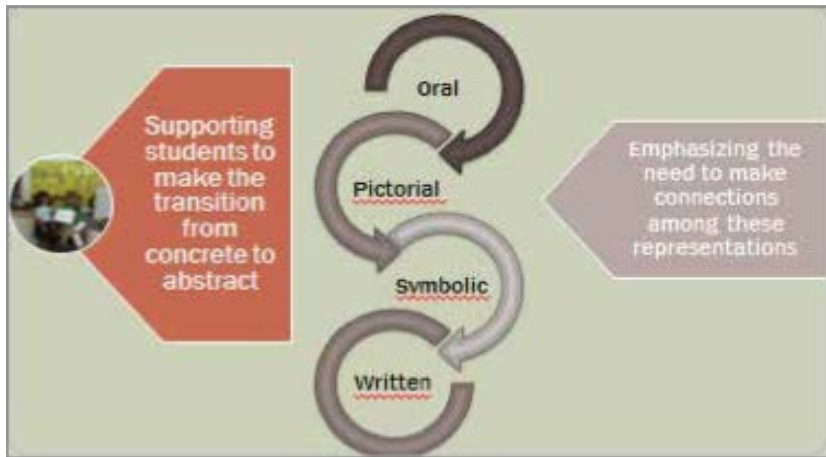 Supporting
students to
make the
transition
from
concrete to
abstract
Oral
Pictorial
Symbolic
Written
Emphasizing the
need to make
connections
among these
representations